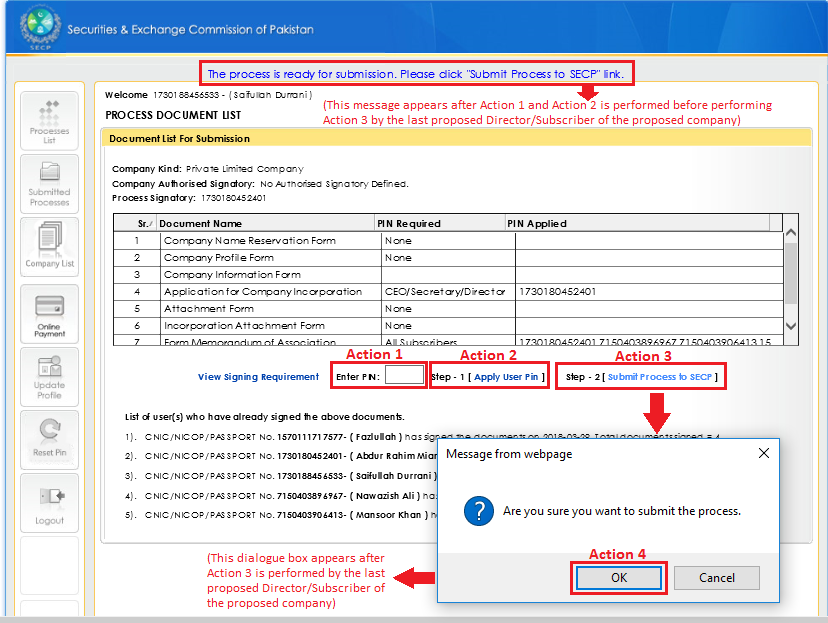 SECP
Securities & Exchange Commission of Pakistan
The process is ready for submission. Please click "Submit Process to SECP" link.
Welcome 1730188456533 - ( Saifullah Durrani )
(This message appears after Action 1 and Action 2 is performed before performing
Action 3 by the last proposed Director/Subscriber of the proposed company)
PROCESS DOCUMENT LIST
Document List For Submission
Processes
List
Submitted
Processes
Company List
Online
Payment
Update
Profile
Reset Pin
Logout
Company Kind: Private Limited Company
Company Authorised Signatory: No Authorised Signatory Defined.
Process Signatory: 1730180452401
Sr. Document Name PIN Required PIN Applied
1 Company Name Reservation Form None
2 Company Profile Form None
3 Company Information Form
4 Application for Company Incorporation CEO/Secretary/Director 1730180452401
5 Attachment Form None
6 Incorporation Attachment Form None
7 Form Memorandum of Association All Subscribers 1730180452401,7150403896967,7150403906413,15
Action 1 Action 2 Action 3
View Signing Requirement Enter PIN: Step - 1 [ Apply User Pin ] Step - 2 [ Submit Process to SECP ]
List of user(s) who have already signed the above documents.
1). CNIC/NICOP/PASSPORT No. 1570111717577- ( Fazlullah ) has signed the documents on 2018-03-29. Total documents signed = 4
2). CNIC/NICOP/PASSPORT No. 1730180452401- ( Abdur Rahim Mian
3). CNIC/NICOP/PASSPORT No. 1730188456533- ( Saifullah Durrani )
4). CNIC/NICOP/PASSPORT No. 7150403896967- ( Nawazish Ali ) ha
5). CNIC/NICOP/PASSPORT No. 7150403906413- ( Mansoor Khan ) h
Message from webpage
Are you sure you want to submit the process.
Action 4
OK Cancel
(This dialogue box appears after
Action 3 is performed by the last
proposed Director/Subscriber of
the proposed company)